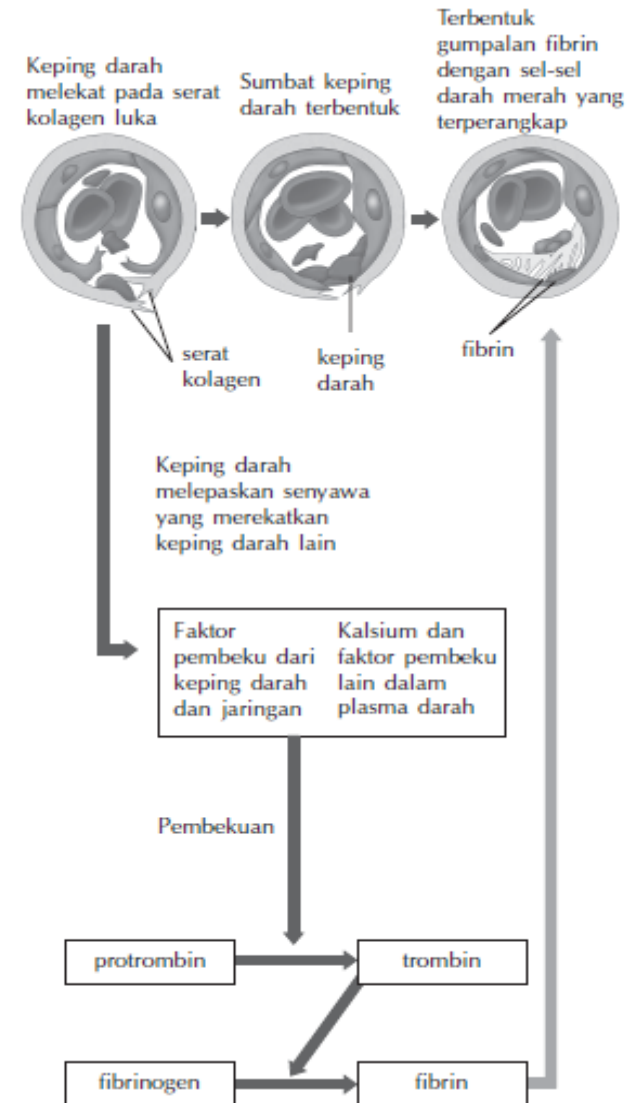 Keping darah
melekat pada serat
kolagen luka
Sumbat keping
darah terbentuk
Terbentuk
gumpalan fibrin
dengan sel-sel
darah merah yang
terperangkap
serat
kolagen
keping
darah
fibrin
Keping darah
melepaskan senyawa
yang merekatkan
keping darah lain
Faktor
pembeku dari
keping darah
dan jaringan
Kalsium dan
faktor pembeku
lain dalam
plasma darah
Pembekuan
protrombin
trombin
fibrinogen
fibrin